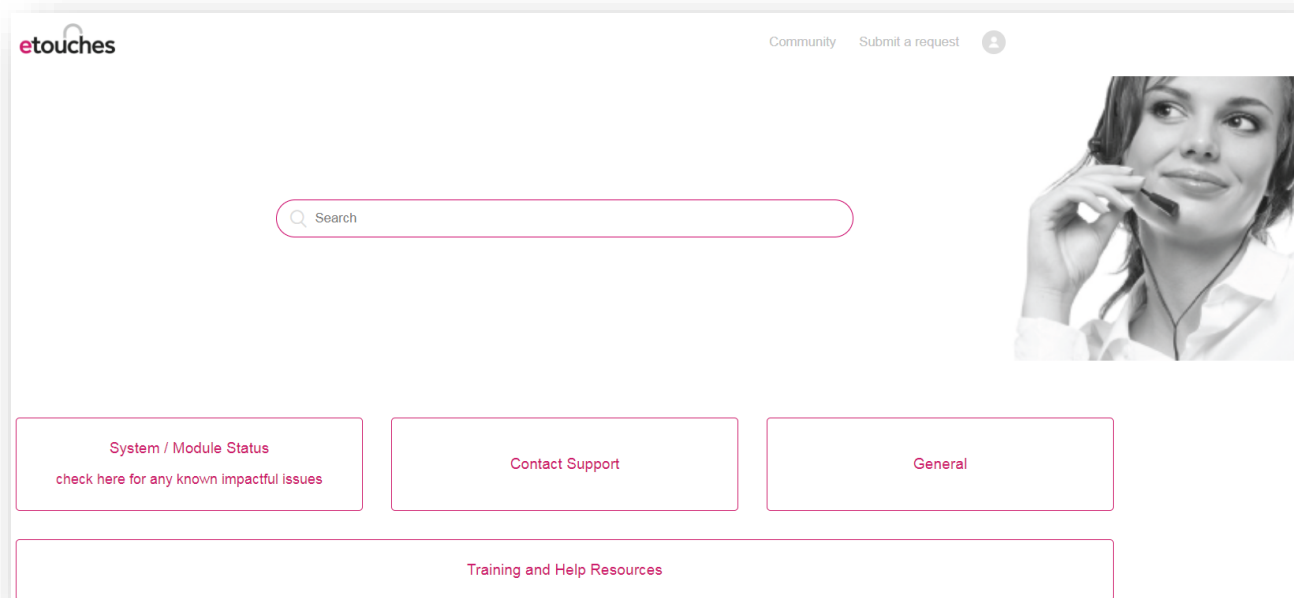 etouches
Community
Submit a request
Search
System / Module Status
check here for any known impactful issues
Contact Support
General
Training and Help Resources